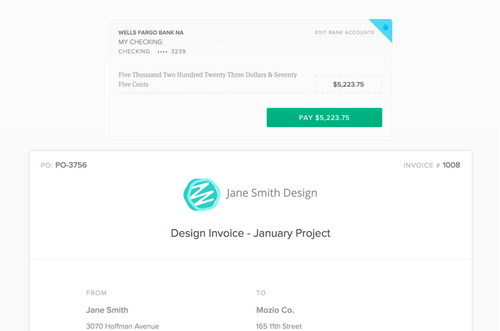 WELLS FARGO BANK NA
EDIT BANK ACCOUNTS
MY CHECKING
CHECKING •••• 3239
Five Thousand Two Hundred Twenty Three Dollars & Seventy
Five Cents
$5,223.75
PAY $5,223.75
PO: PO-3756
INVOICE # 1008
Jane Smith Design
Design Invoice - January Project
FROM
TO
Jane Smith
Mozio Co.
3070 Hoffman Avenue
165 11th Street